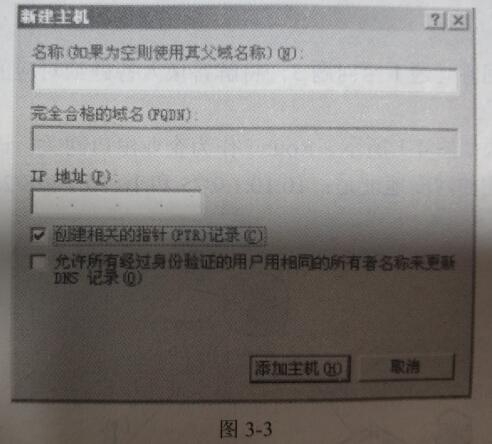 新建主机
名称(如果为空则使用其父域名称)(N):
完全合格的域名(FQDN):
IP 地址(P):
创建相关的指针(PTR)记录(C)
允许所有经过身份验证的用户用相同的所有者名称来更新
DNS 记录(O)
添加主机(H)
取消
图 3-3